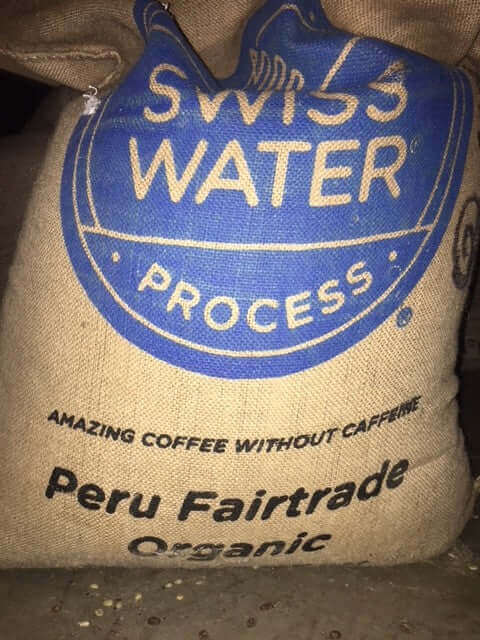 SWISS
WATER
· PROCESS ·
®
AMAZING COFFEE WITHOUT CAFFEINE
Peru Fairtrade
Organic